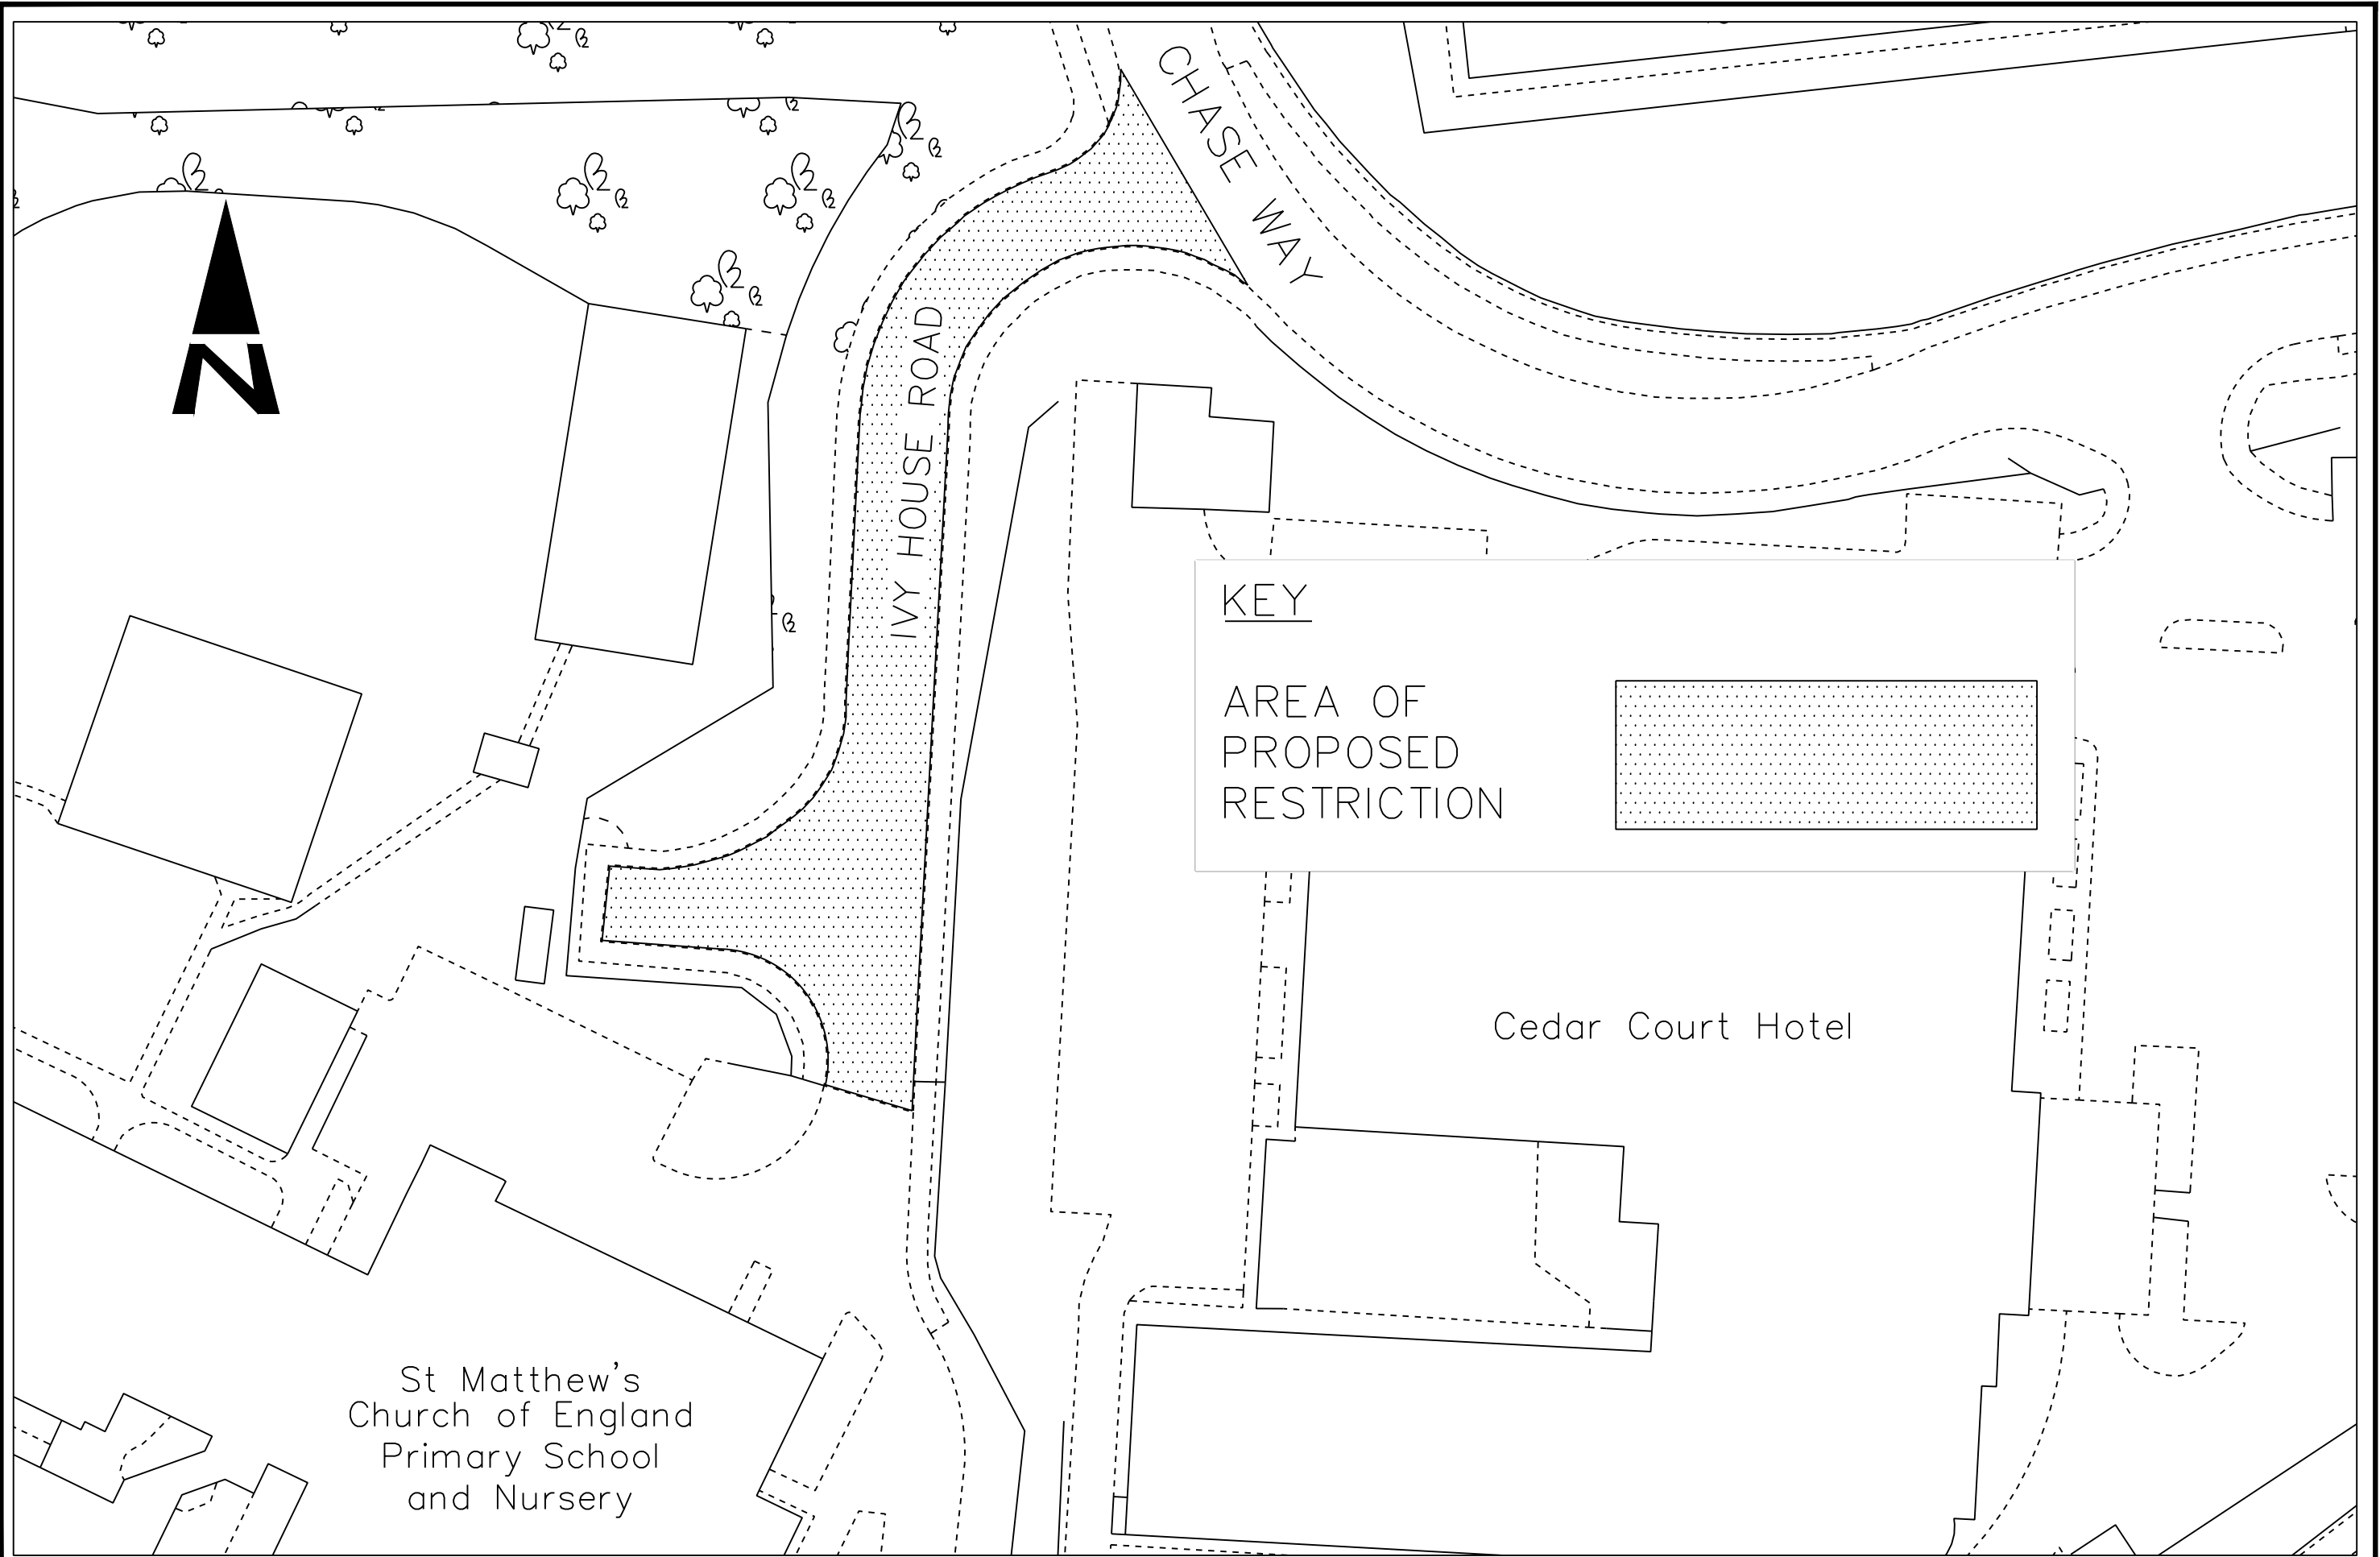 CHASE WAY
IVY HOUSE ROAD
N
KEY
AREA OF
PROPOSED
RESTRICTION
Cedar Court Hotel
St Matthew's
Church of England
Primary School
and Nursery